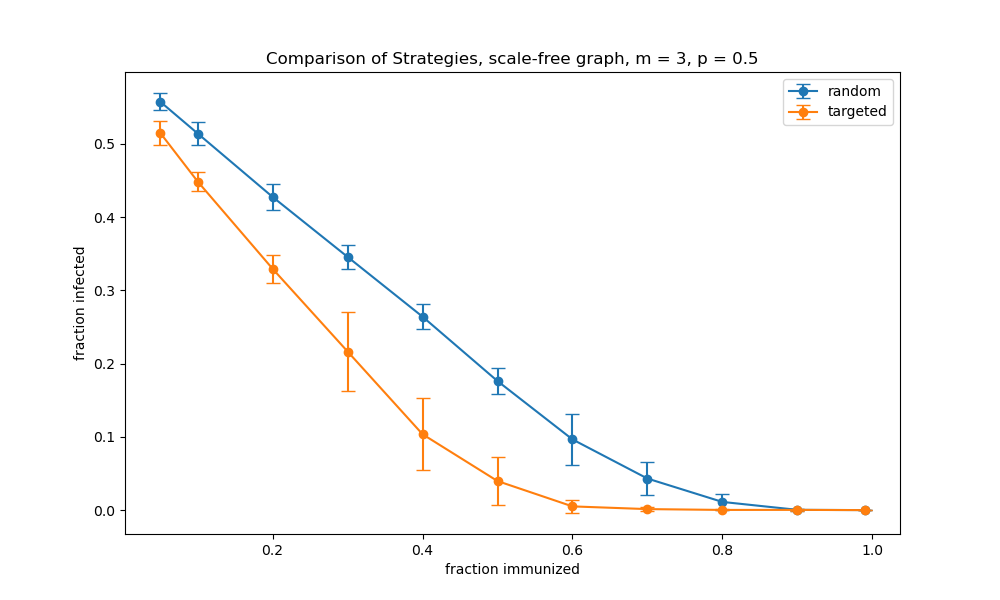 Comparison of Strategies, scale-free graph, m = 3, p = 0.5
random
targeted
fraction infected
0.5
0.4
0.3
0.2
0.1
0.0
0.2
0.4
0.6
0.8
1.0
fraction immunized